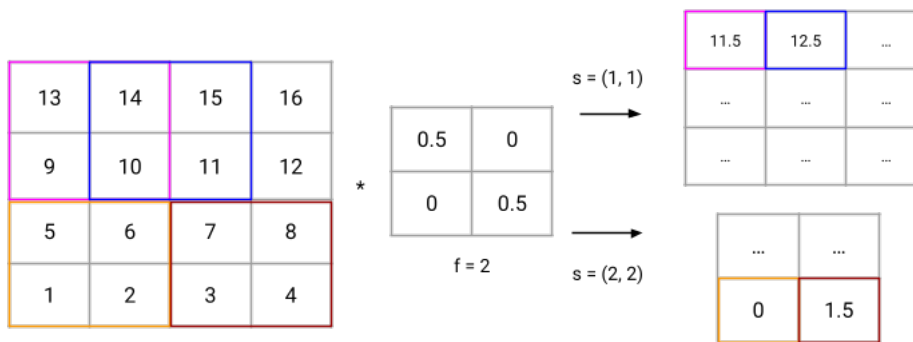 13 14 15 16
9 10 11 12
5 6 7 8
1 2 3 4
*
0.5 0
0 0.5
f = 2
s = (1, 1)
s = (2, 2)
11.5 12.5 ...
... ... ...
... ... ...
... ...
0 1.5